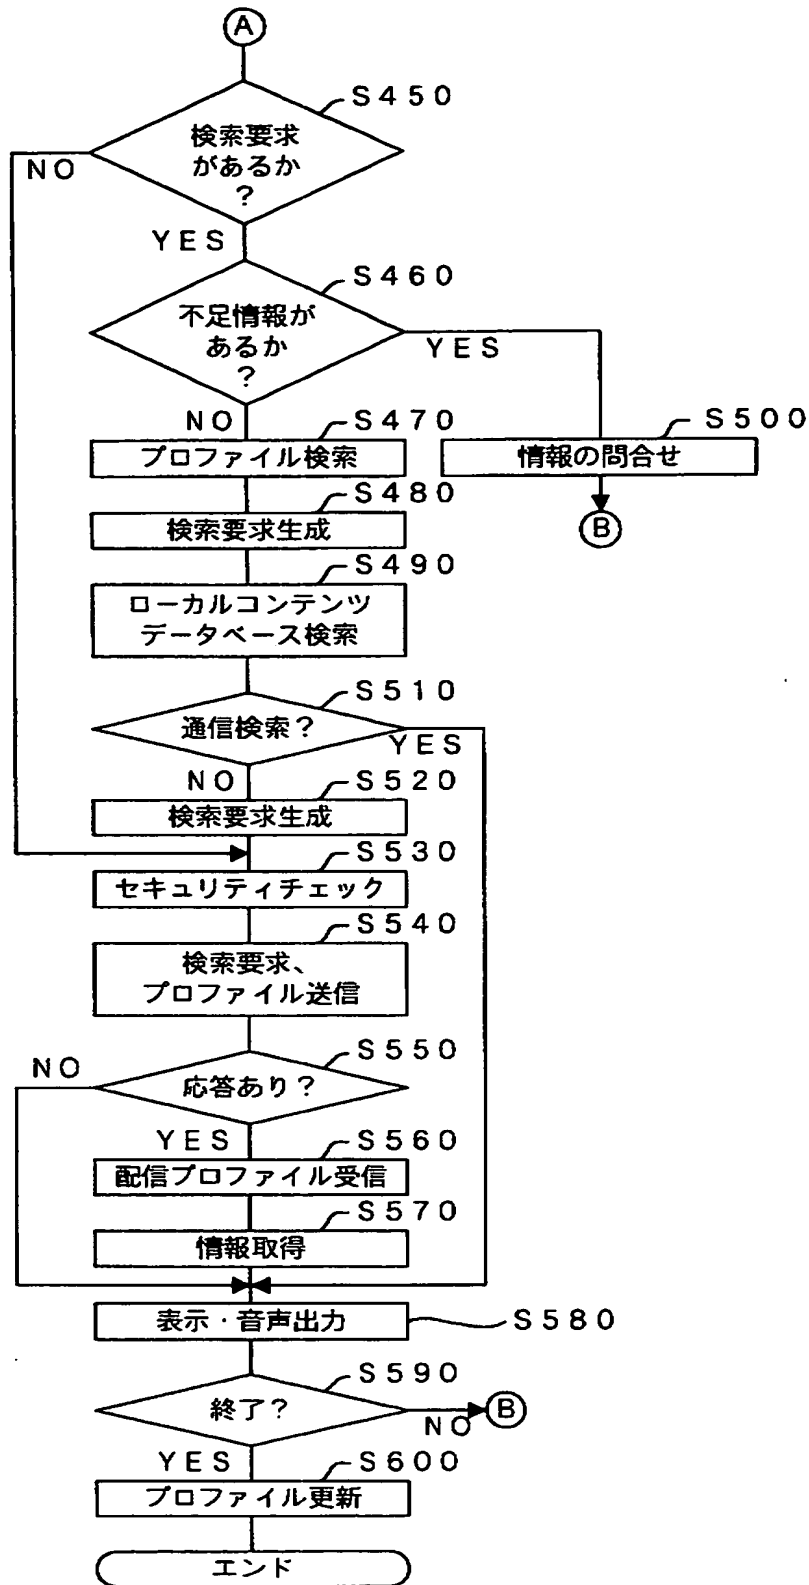 A
S450
検索要求
があるか
?
NO
YES
S460
不足情報が
あるか
?
YES
NO
S470
プロファイル検索
S500
情報の問合せ
B
S480
検索要求生成
S490
ローカルコンテンツ
データベース検索
S510
通信検索?
YES
NO
S520
検索要求生成
S530
セキュリティチェック
S540
検索要求、
プロファイル送信
S550
応答あり?
NO
YES
S560
配信プロファイル受信
S570
情報取得
表示・音声出力
S580
S590
終了?
NO
B
YES
S600
プロファイル更新
エンド